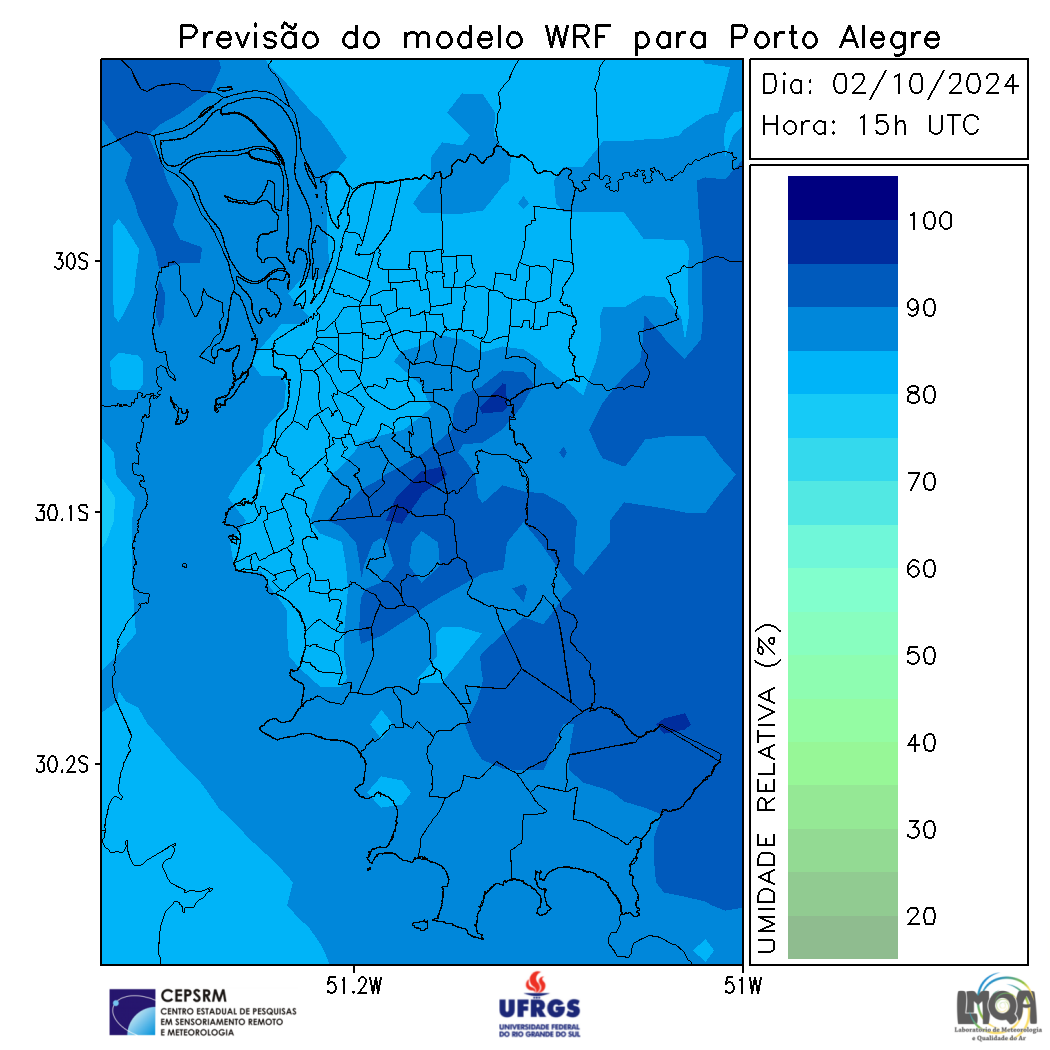 Previsão do modelo WRF para Porto Alegre
Dia: 02/10/2024
Hora: 15h UTC
100
90
80
70
60
50
40
30
20
UMIDADE RELATIVA (%)
30S
30.1S
30.2S
51.2W
51W
CEPSRM
CENTRO ESTADUAL DE PESQUISAS
EM SENSORIAMENTO REMOTO
E METEOROLOGIA
UFRGS
UNIVERSIDADE FEDERAL
DO RIO GRANDE DO SUL
LMQA
Laboratório de Meteorologia
e Qualidade do Ar